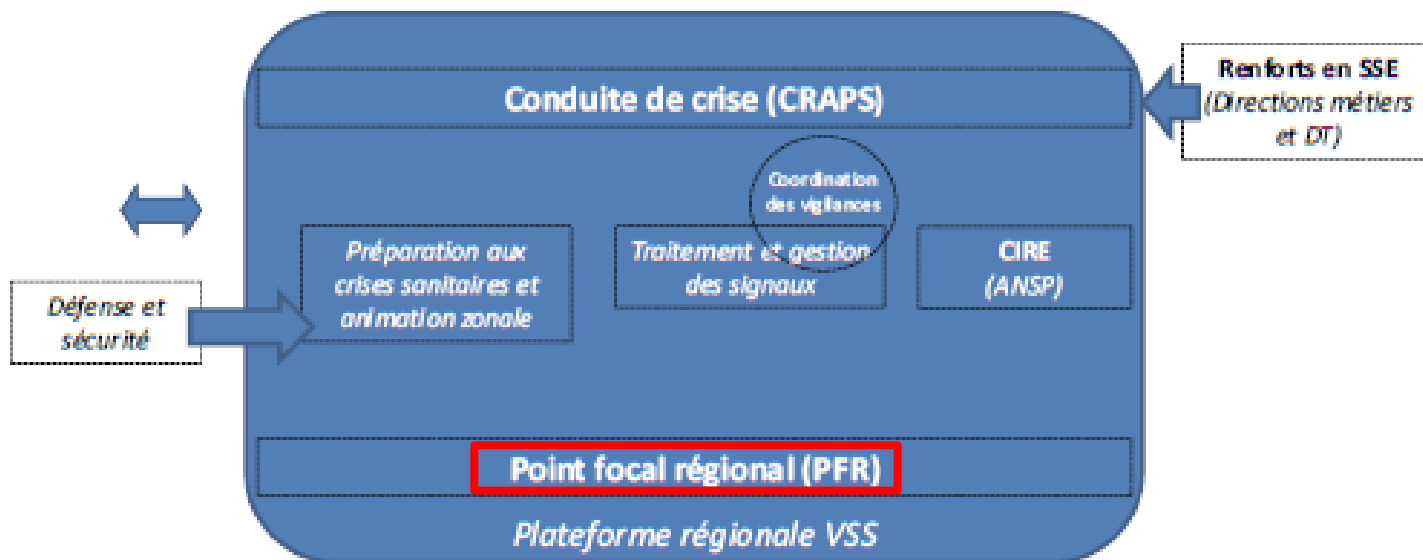 Conduite de crise (CRAPS)
Renforts en SSE
(Directions métiers
et DT)
Coordination
des vigilances
Préparation aux
crises sanitaires et
animation zonale
Traitement et gestion
des signaux
CIRE
(ANSP)
Défense et
sécurité
Point focal régional (PFR)
Plateforme régionale VSS